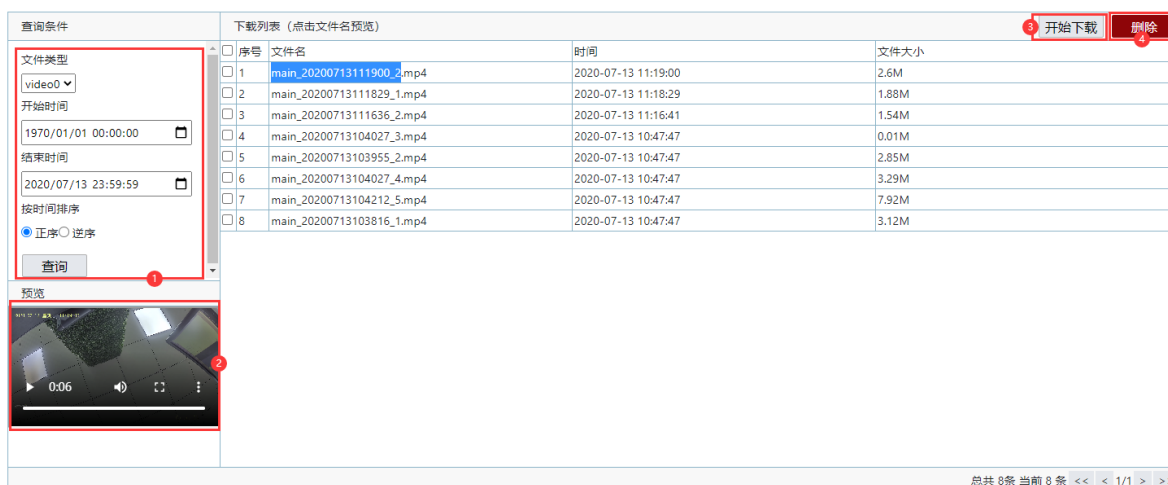 查询条件
下载列表（点击文件名预览）
3 开始下载
删除
4
文件类型
video0
开始时间
1970/01/01 00:00:00
结束时间
2020/07/13 23:59:59
按时间排序
正序 逆序
查询
1
预览
0:06
2
序号 文件名 时间 文件大小
1 main_20200713111900_2.mp4 2020-07-13 11:19:00 2.6M
2 main_20200713111829_1.mp4 2020-07-13 11:18:29 1.88M
3 main_20200713111636_2.mp4 2020-07-13 11:16:41 1.54M
4 main_20200713104027_3.mp4 2020-07-13 10:47:47 0.01M
5 main_20200713103955_2.mp4 2020-07-13 10:47:47 2.85M
6 main_20200713104027_4.mp4 2020-07-13 10:47:47 3.29M
7 main_20200713104212_5.mp4 2020-07-13 10:47:47 7.92M
8 main_20200713103816_1.mp4 2020-07-13 10:47:47 3.12M
总共 8条 当前 8 条 << < 1/1 > >